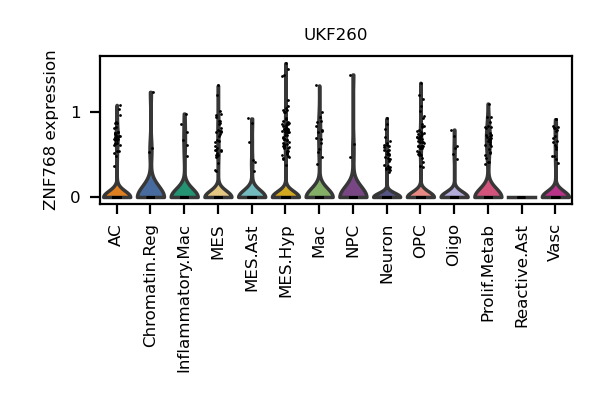 UKF260
ZNF768 expression
1
0
AC
Chromatin.Reg
Inflammatory.Mac
MES
MES.Ast
MES.Hyp
Mac
NPC
Neuron
OPC
Oligo
Prolif.Metab
Reactive.Ast
Vasc